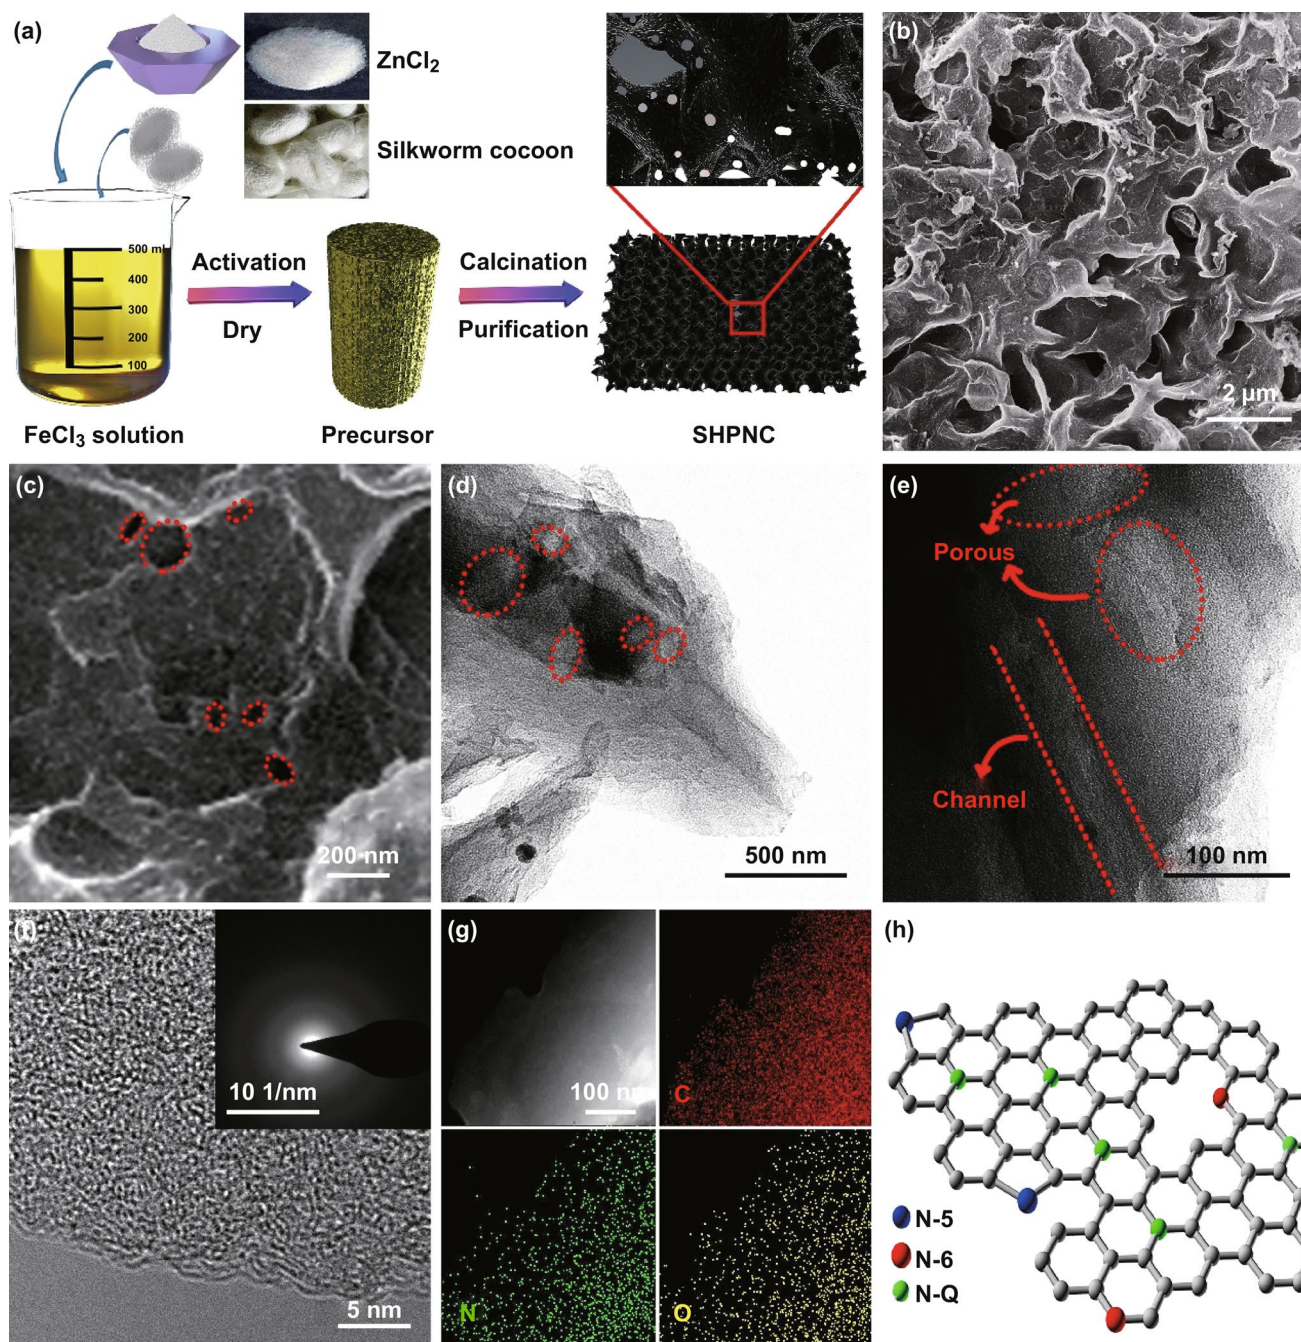 (a)
ZnCl2
Silkworm cocoon
500 ml
400
300
200
100
Activation
Dry
Calcination
Purification
FeCl3 solution
Precursor
SHPNC
(b)
2 μm
(c)
200 nm
(d)
500 nm
(e)
Porous
Channel
100 nm
(f)
10 1/nm
5 nm
(g)
100 nm
C
N
O
(h)
N-5
N-6
N-Q